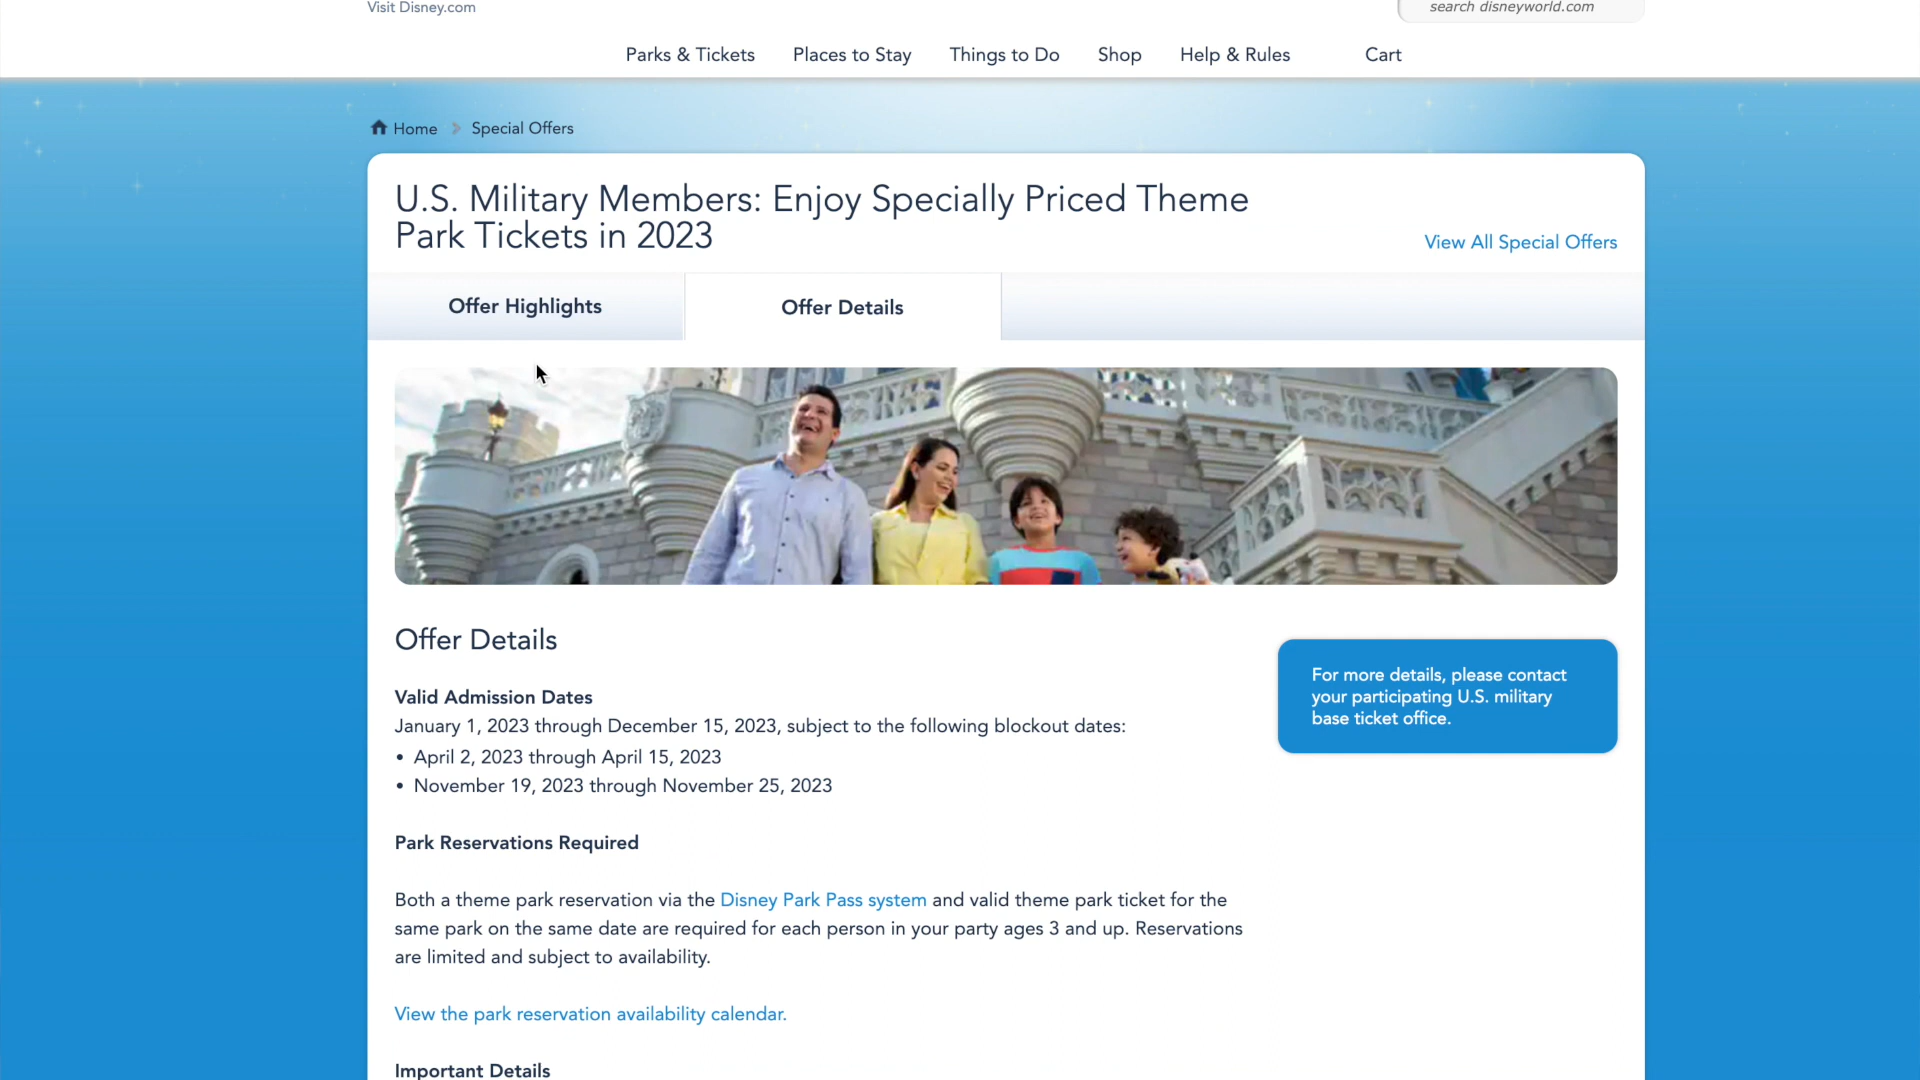 Visit Disney.com
search disneyworld.com
Parks & Tickets Places to Stay Things to Do Shop Help & Rules Cart
Home Special Offers
U.S. Military Members: Enjoy Specially Priced Theme
Park Tickets in 2023
View All Special Offers
Offer Highlights Offer Details
Offer Details
For more details, please contact
your participating U.S. military
base ticket office.
Valid Admission Dates
January 1, 2023 through December 15, 2023, subject to the following blockout dates:
• April 2, 2023 through April 15, 2023
• November 19, 2023 through November 25, 2023
Park Reservations Required
Both a theme park reservation via the Disney Park Pass system and valid theme park ticket for the
same park on the same date are required for each person in your party ages 3 and up. Reservations
are limited and subject to availability.
View the park reservation availability calendar.
Important Details